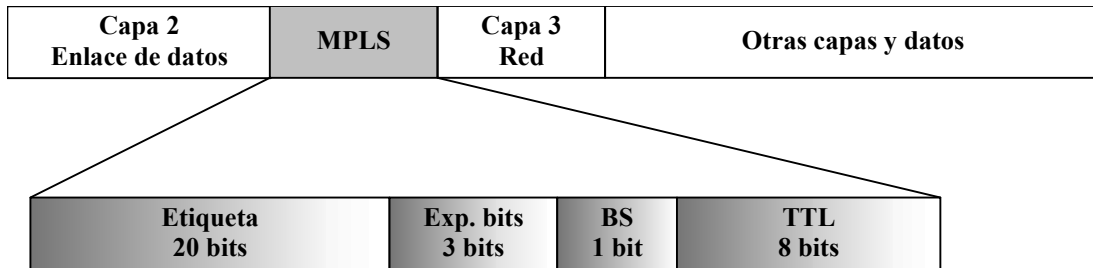 Capa 2
Enlace de datos
MPLS
Capa 3
Red
Otras capas y datos
Etiqueta
20 bits
Exp. bits
3 bits
BS
1 bit
TTL
8 bits